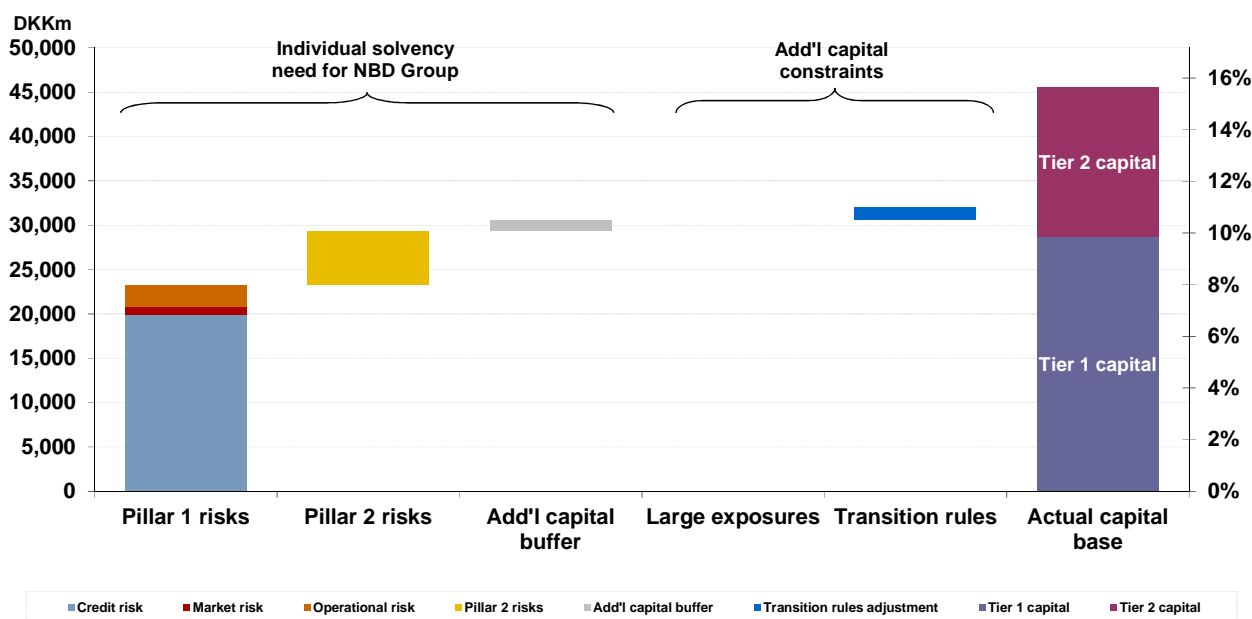 DKKm
50,000
45,000
40,000
35,000
30,000
25,000
20,000
15,000
10,000
5,000
0
Individual solvency
need for NBD Group
Add'l capital
constraints
16%
14%
12%
10%
8%
6%
4%
2%
0%
Tier 2 capital
Tier 1 capital
Pillar 1 risks
Pillar 2 risks
Add'l capital
buffer
Large exposures
Transition rules
Actual capital
base
Credit risk
Market risk
Operational risk
Pillar 2 risks
Add'l capital buffer
Transition rules adjustment
Tier 1 capital
Tier 2 capital